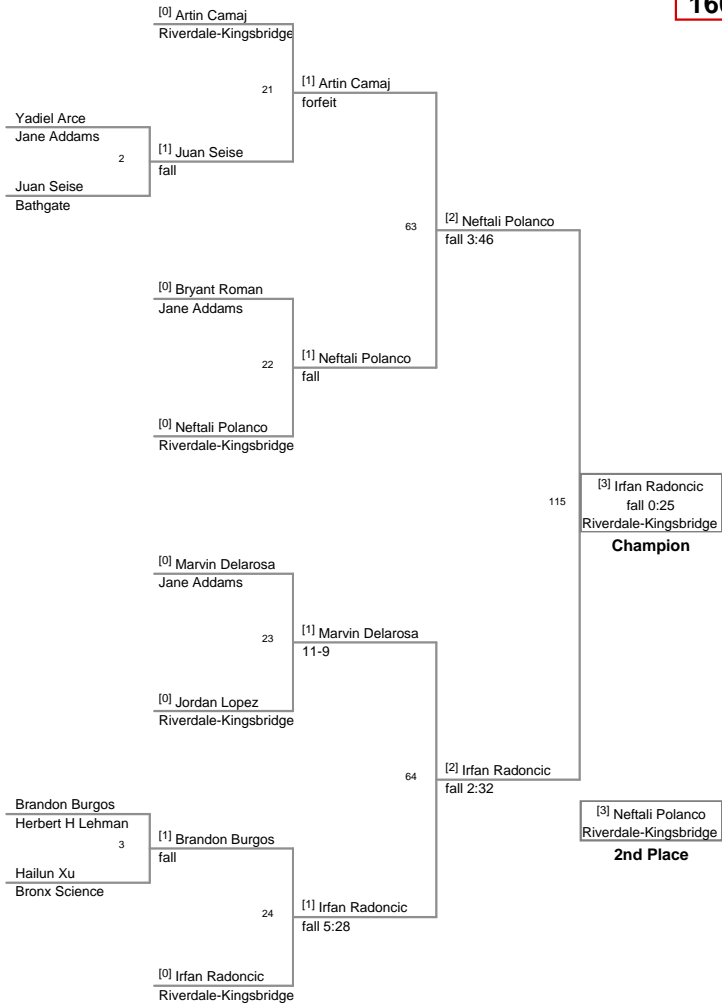 [0] Artin Camaj
Riverdale-Kingsbridge
21
[1] Artin Camaj
forfeit
Yadiel Arce
Jane Addams
2
[1] Juan Seise
fall
Juan Seise
Bathgate
63
[2] Neftali Polanco
fall 3:46
[0] Bryant Roman
Jane Addams
22
[1] Neftali Polanco
fall
[0] Neftali Polanco
Riverdale-Kingsbridge
115
[3] Irfan Radoncic
fall 0:25
Riverdale-Kingsbridge
Champion
[0] Marvin Delarosa
Jane Addams
23
[1] Marvin Delarosa
11-9
[0] Jordan Lopez
Riverdale-Kingsbridge
64
[2] Irfan Radoncic
fall 2:32
Brandon Burgos
Herbert H Lehman
3
[1] Brandon Burgos
fall
Hailun Xu
Bronx Science
24
[1] Irfan Radoncic
fall 5:28
[0] Irfan Radoncic
Riverdale-Kingsbridge
[3] Neftali Polanco
Riverdale-Kingsbridge
2nd Place